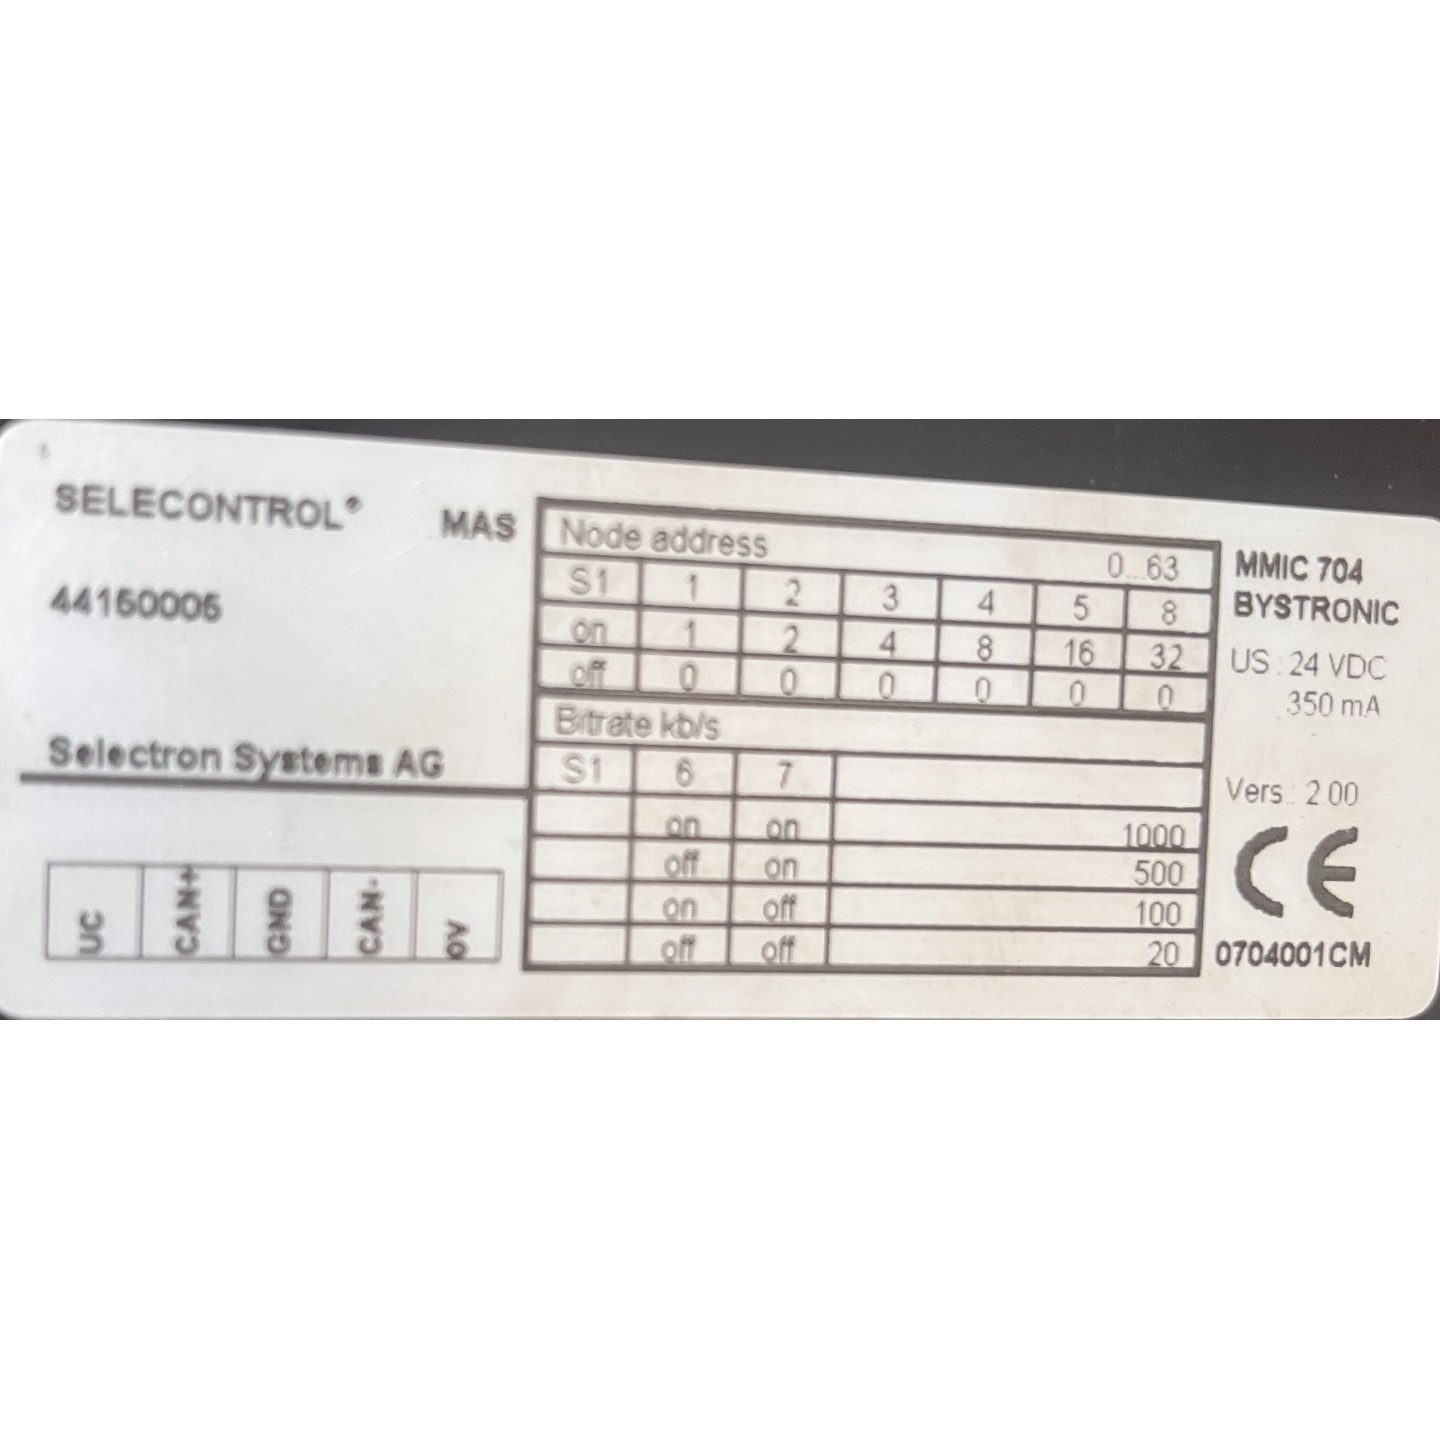 SELECONTROL® MAS
44150005
Selectron Systems AG
UC CAN+ GND CAN- 0V
Node address 0...63
S1 1 2 3 4 5 8
on 1 2 4 8 16 32
off 0 0 0 0 0 0
Bitrate kb/s
S1 6 7
on on 1000
off on 500
on off 100
off off 20
MMIC 704
BYSTRONIC
US : 24 VDC
350 mA
Vers : 2.00
CE
0704001CM